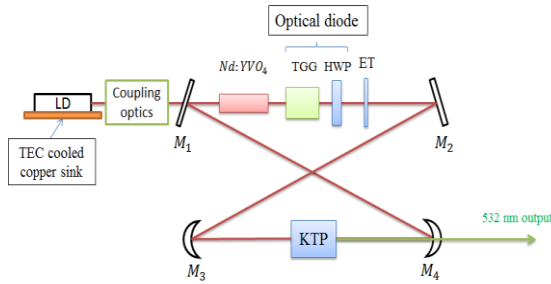 Optical diode
Nd:YVO₄
TGG
HWP
ET
LD
Coupling
optics
M₁
M₂
TEC cooled
copper sink
532 nm output
KTP
M₃
M₄